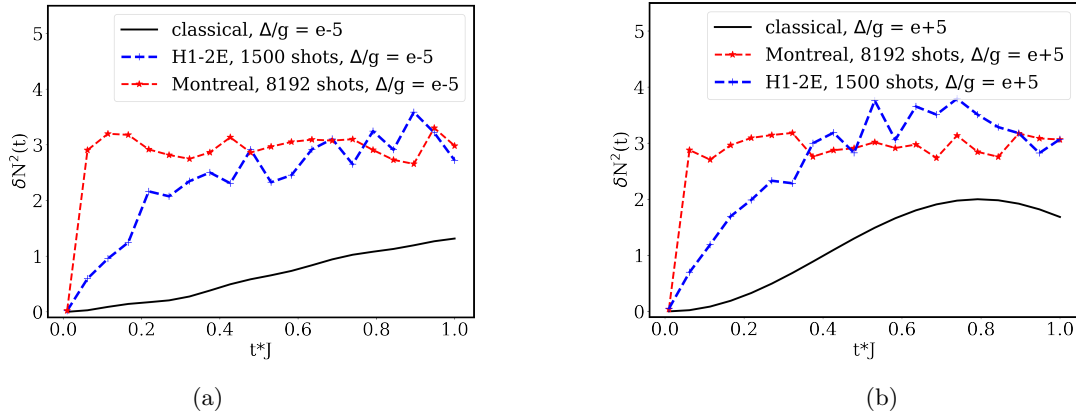 classical, Δ/g = e-5
H1-2E, 1500 shots, Δ/g = e-5
Montreal, 8192 shots, Δ/g = e-5
5
4
3
2
1
0
δN²(t)
0.0 0.2 0.4 0.6 0.8 1.0
t*J
(a)
classical, Δ/g = e+5
Montreal, 8192 shots, Δ/g = e+5
H1-2E, 1500 shots, Δ/g = e+5
5
4
3
2
1
0
δN²(t)
0.0 0.2 0.4 0.6 0.8 1.0
t*J
(b)